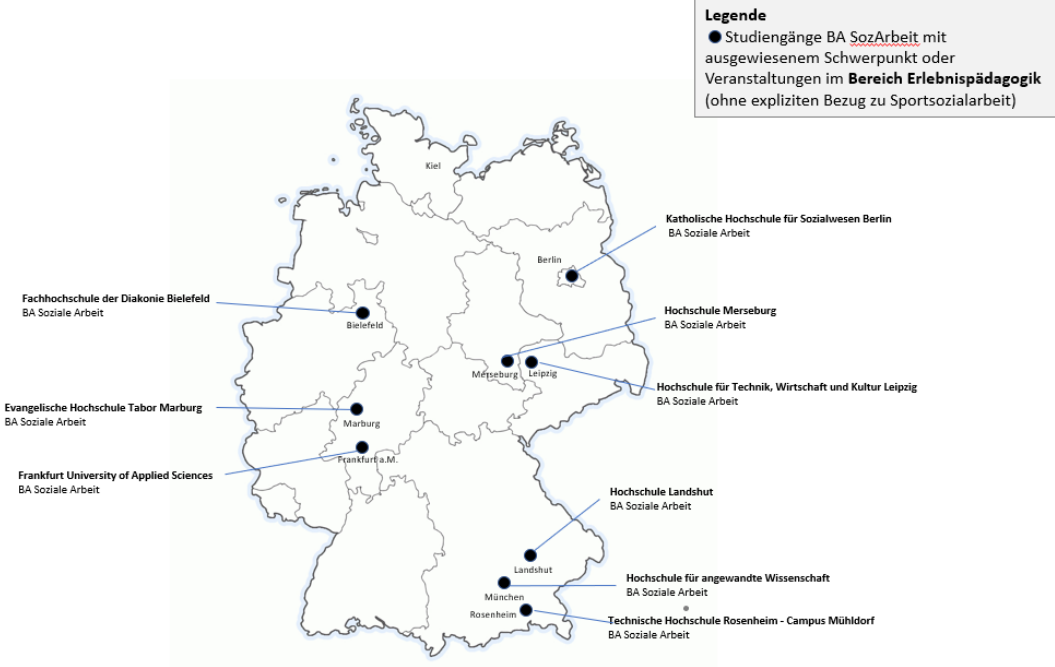 Legende
Studiengänge BA SozArbeit mit
ausgewiesenem Schwerpunkt oder
Veranstaltungen im Bereich Erlebnispädagogik
(ohne expliziten Bezug zu Sportsozialarbeit)
Kiel
Katholische Hochschule für Sozialwesen Berlin
BA Soziale Arbeit
Berlin
Fachhochschule der Diakonie Bielefeld
BA Soziale Arbeit
Bielefeld
Hochschule Merseburg
BA Soziale Arbeit
Merseburg
Leipzig
Hochschule für Technik, Wirtschaft und Kultur Leipzig
BA Soziale Arbeit
Evangelische Hochschule Tabor Marburg
BA Soziale Arbeit
Marburg
Frankfurt a.M.
Frankfurt University of Applied Sciences
BA Soziale Arbeit
Hochschule Landshut
BA Soziale Arbeit
Landshut
Hochschule für angewandte Wissenschaft
BA Soziale Arbeit
München
Rosenheim
Technische Hochschule Rosenheim - Campus Mühldorf
BA Soziale Arbeit